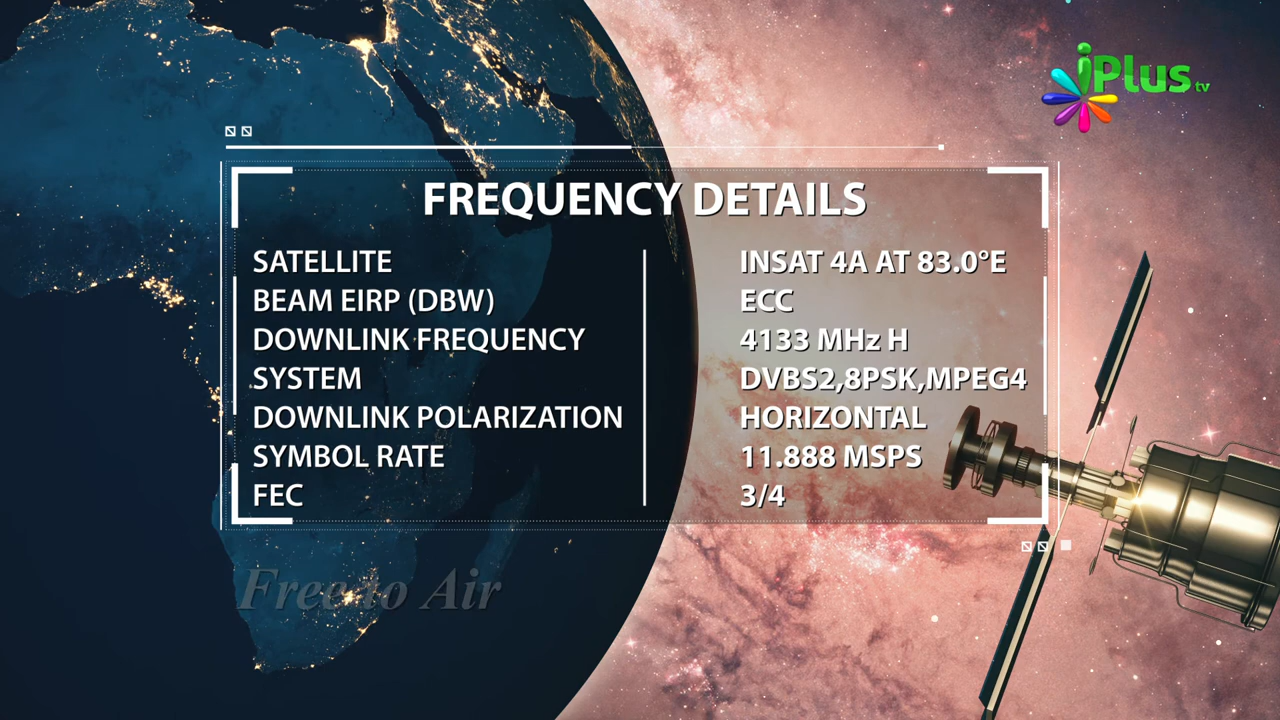 iPlus tv
FREQUENCY DETAILS
SATELLITE INSAT 4A AT 83.0°E
BEAM EIRP (DBW) ECC
DOWNLINK FREQUENCY 4133 MHz H
SYSTEM DVBS2,8PSK,MPEG4
DOWNLINK POLARIZATION HORIZONTAL
SYMBOL RATE 11.888 MSPS
FEC 3/4
Free to Air